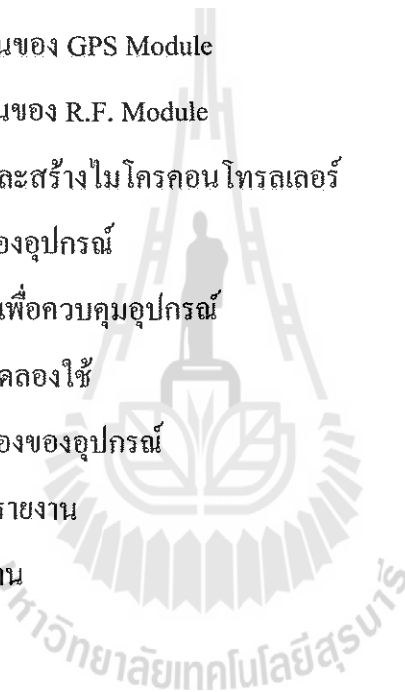 นของ GPS Module
นของ R.F. Module
ละสร้างไมโครคอนโทรลเลอร์
องอุปกรณ์
เพื่อควบคุมอุปกรณ์
คลองใช้
องของอุปกรณ์
รายงาน
าน
หาวิทยาลัยเทคโนโลยีสุรนาร